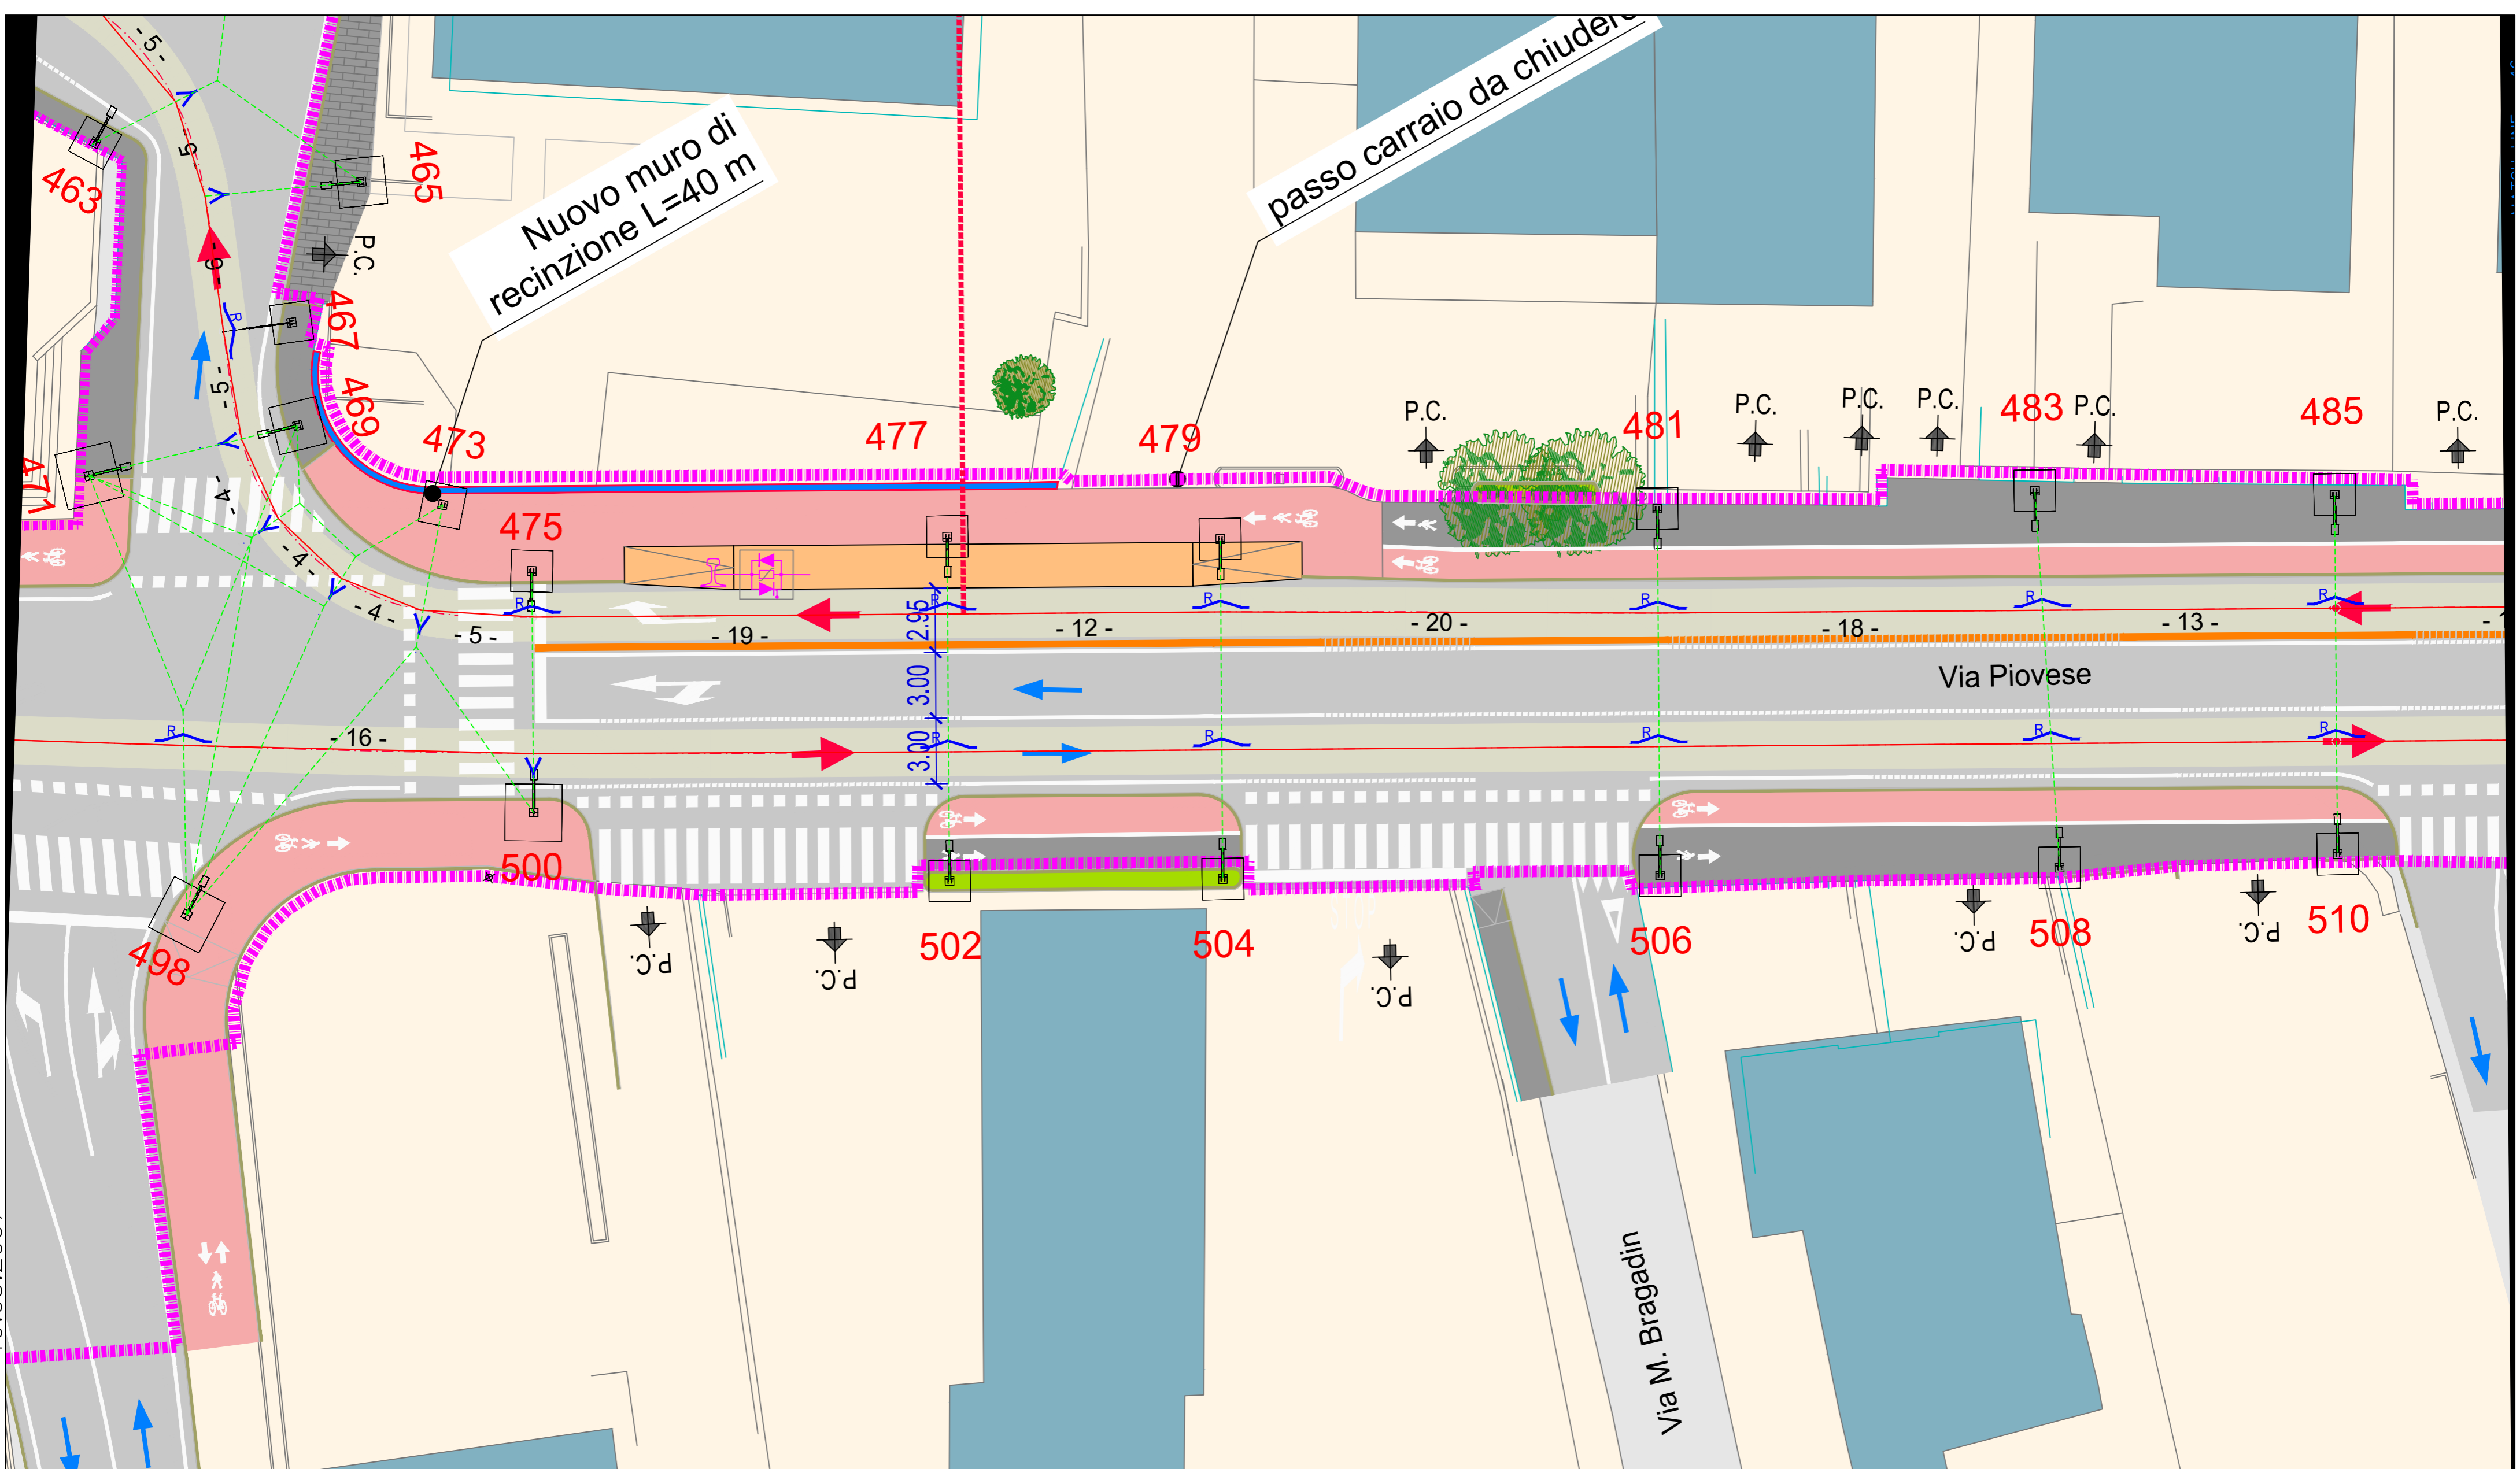 - 5 -
passo carraio da chiudere
Nuovo muro di
recinzione L=40 m
463
465
- 5 -
P.C.
- 6 -
467
469
- 5 -
473
477
479
P.C.
481
P.C.
P.C.
P.C.
483
P.C.
485
P.C.
471
- 4 -
475
- 4 -
- 4 -
- 5 -
- 19 -
2.95
- 12 -
- 20 -
- 18 -
- 13 -
R
R
R
R
R
R
R
3.00
Via Piovese
- 16 -
R
R
R
R
R
R
3.30
500
498
P.C.
P.C.
502
504
P.C.
506
P.C.
508
P.C.
510
Via M. Bragadin